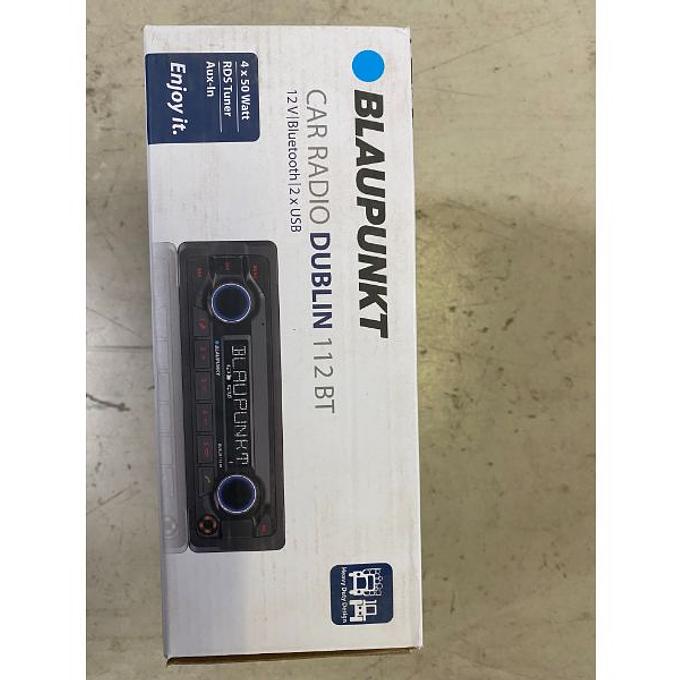 BLAUPUNKT
CAR RADIO DUBLIN 112 BT
12 V|Bluetooth|2 x USB
4 x 50 Watt
RDS Tuner
Aux-In
Enjoy it.
BLAUPUNKT
BLAUPUNKT
Heavy Duty Design